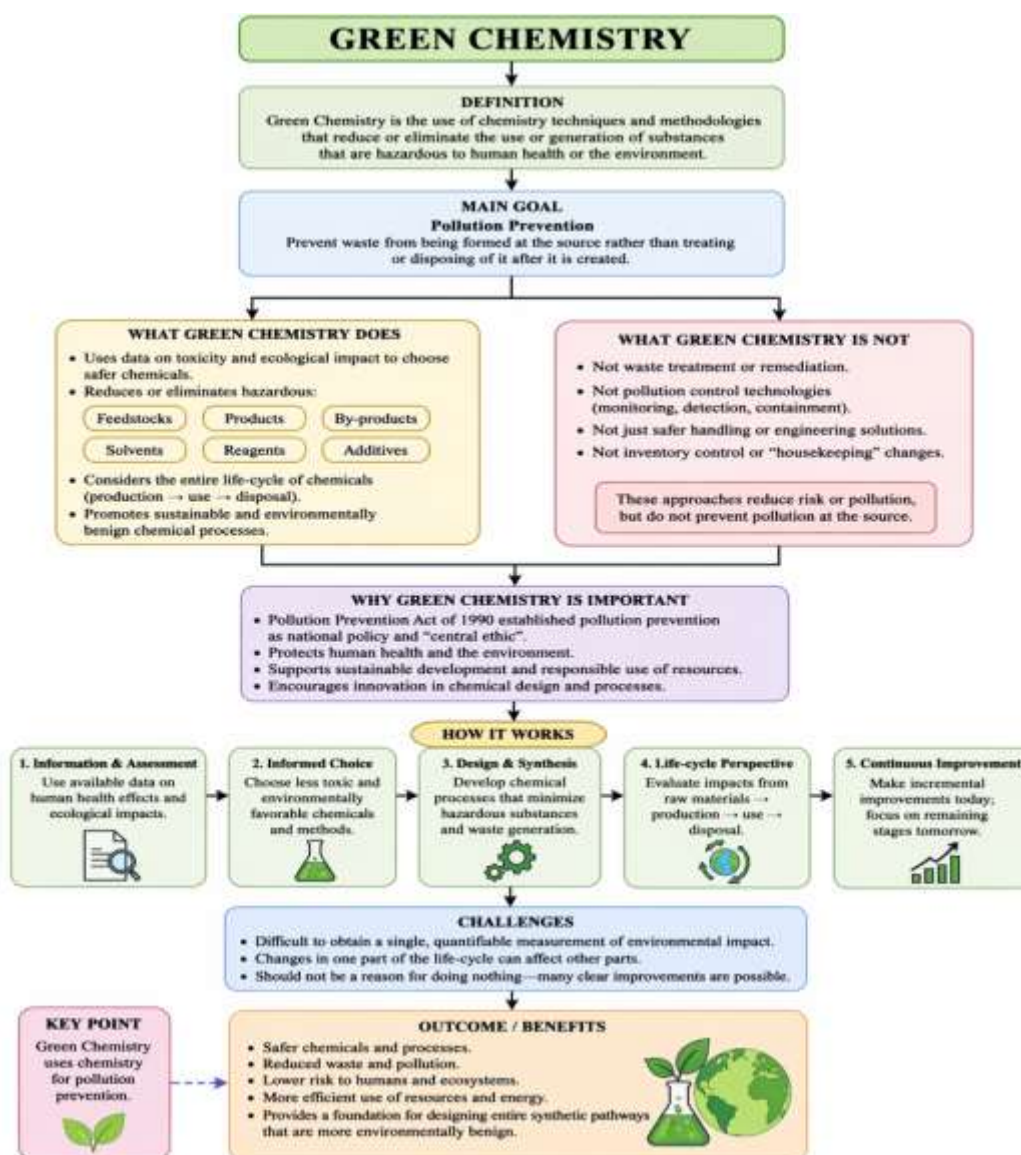 GREEN CHEMISTRY
DEFINITION
Green Chemistry is the use of chemistry techniques and methodologies
that reduce or eliminate the use or generation of substances
that are hazardous to human health or the environment.
MAIN GOAL
Pollution Prevention
Prevent waste from being formed at the source rather than treating
or disposing of it after it is created.
WHAT GREEN CHEMISTRY DOES
• Uses data on toxicity and ecological impact to choose
safer chemicals.
• Reduces or eliminates hazardous:
Feedstocks
Products
By-products
Solvents
Reagents
Additives
• Considers the entire life-cycle of chemicals
(production → use → disposal).
• Promotes sustainable and environmentally
benign chemical processes.
WHAT GREEN CHEMISTRY IS NOT
• Not waste treatment or remediation.
• Not pollution control technologies
(monitoring, detection, containment).
• Not just safer handling or engineering solutions.
• Not inventory control or “housekeeping” changes.
These approaches reduce risk or pollution,
but do not prevent pollution at the source.
WHY GREEN CHEMISTRY IS IMPORTANT
• Pollution Prevention Act of 1990 established pollution prevention
as national policy and “central ethic”.
• Protects human health and the environment.
• Supports sustainable development and responsible use of resources.
• Encourages innovation in chemical design and processes.
HOW IT WORKS
1. Information & Assessment
Use available data on
human health effects and
ecological impacts.
2. Informed Choice
Choose less toxic and
environmentally
favorable chemicals
and methods.
3. Design & Synthesis
Develop chemical
processes that minimize
hazardous substances
and waste generation.
4. Life-cycle Perspective
Evaluate impacts from
raw materials →
production → use →
disposal.
5. Continuous Improvement
Make incremental
improvements today;
focus on remaining
stages tomorrow.
CHALLENGES
• Difficult to obtain a single, quantifiable measurement of environmental impact.
• Changes in one part of the life-cycle can affect other parts.
• Should not be a reason for doing nothing—many clear improvements are possible.
KEY POINT
Green Chemistry
uses chemistry
for pollution
prevention.
OUTCOME / BENEFITS
• Safer chemicals and processes.
• Reduced waste and pollution.
• Lower risk to humans and ecosystems.
• More efficient use of resources and energy.
• Provides a foundation for designing entire synthetic pathways
that are more environmentally benign.